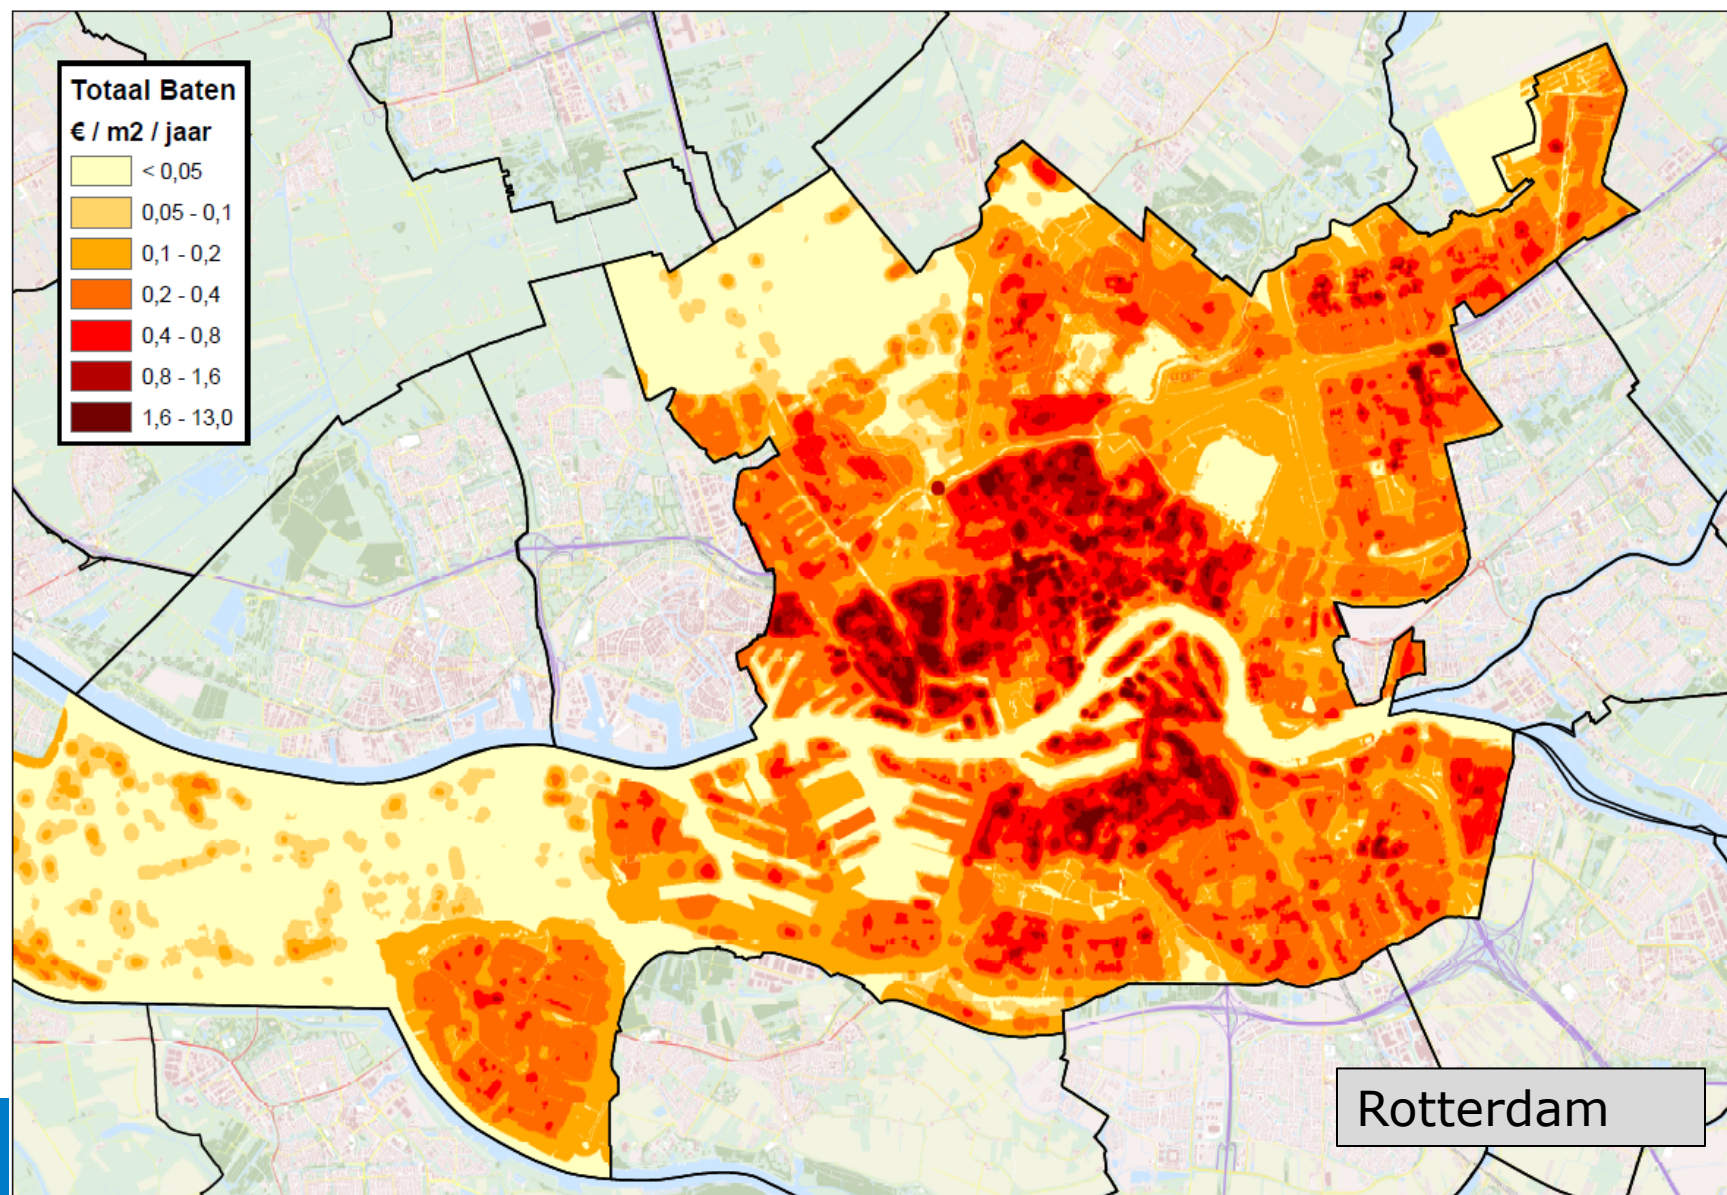 Totaal Baten
€ / m2 / jaar
< 0,05
0,05 - 0,1
0,1 - 0,2
0,2 - 0,4
0,4 - 0,8
0,8 - 1,6
1,6 - 13,0
Rotterdam